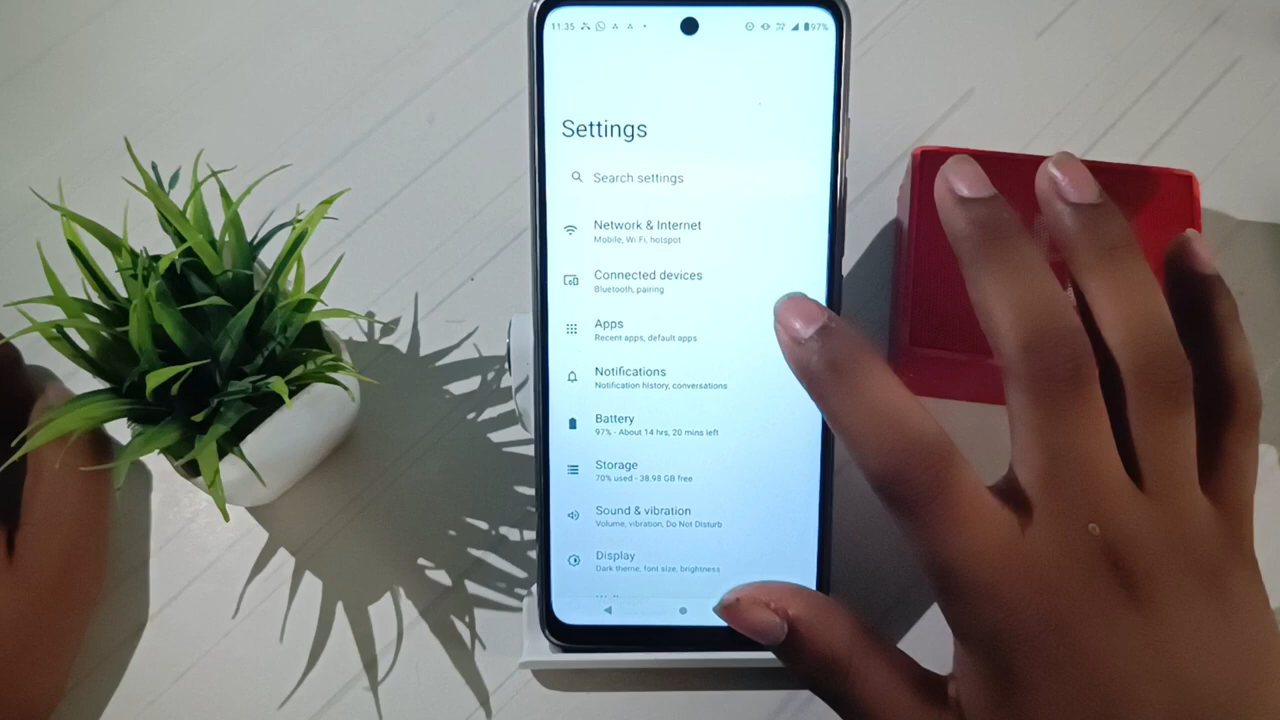 11:35
97%
Settings
Search settings
Network & Internet
Mobile, Wi Fi, hotspot
Connected devices
Bluetooth, pairing
Apps
Recent apps, default apps
Notifications
Notification history, conversations
Battery
97% - About 14 hrs, 20 mins left
Storage
70% used - 38.98 GB free
Sound & vibration
Volume, vibration, Do Not Disturb
Display
Dark theme, font size, brightness